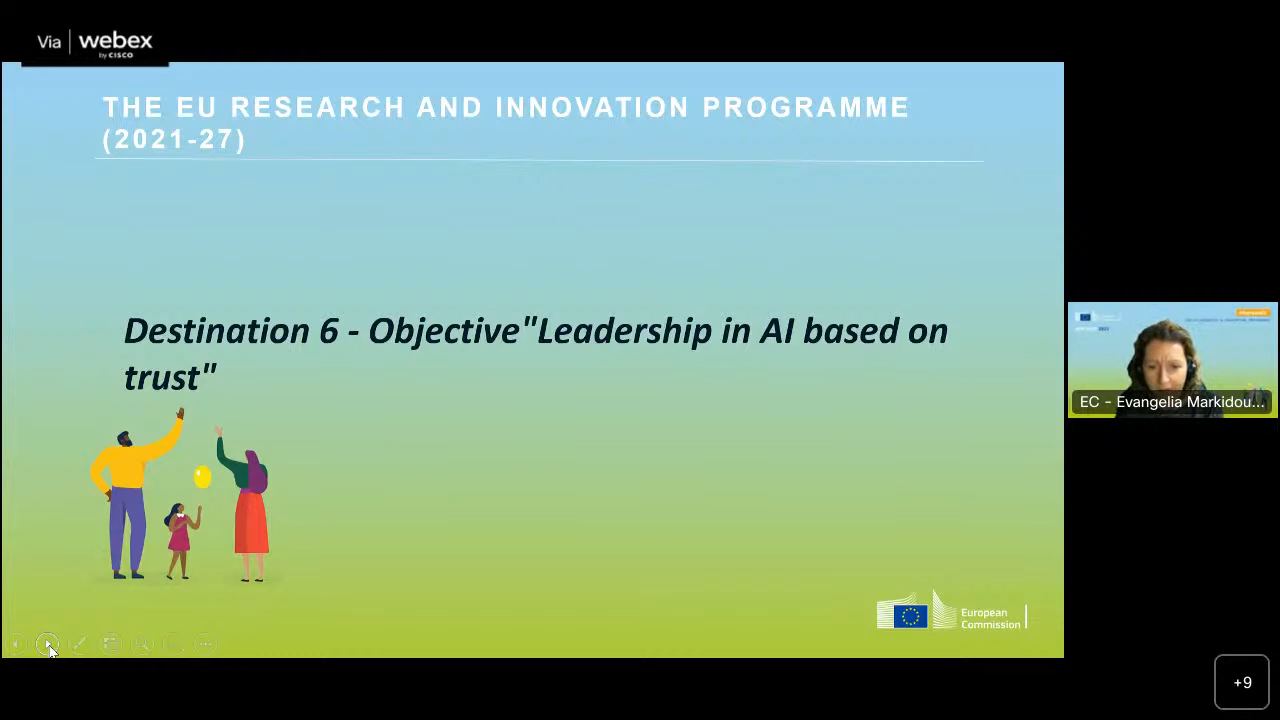 Via webex
by CISCO
THE EU RESEARCH AND INNOVATION PROGRAMME
(2021-27)
Destination 6 - Objective"Leadership in AI based on
trust"
EC - Evangelia Markidou...
European
Commission
+9